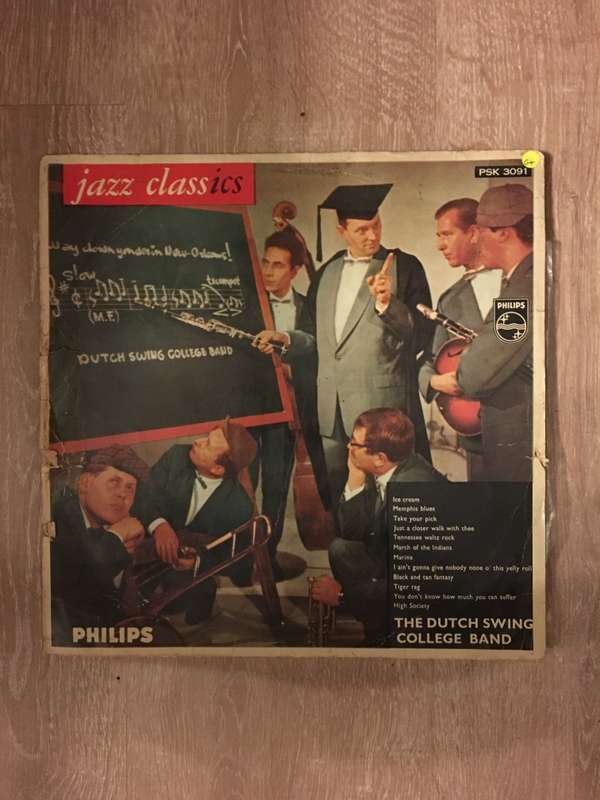 jazz classics
PSK 3091
G+
Way down yonder in New-Orleans!
slow
trumpet
(M.F.)
DUTCH SWING COLLEGE BAND
PHILIPS
Ice cream
Memphis blues
Take your pick
Just a closer walk with thee
Tennessee waltz rock
March of the Indians
Marina
I ain't gonna give nobody none o' this yelly roll
Black and tan fantasy
Tiger rag
You don't know how much you can suffer
High Society
THE DUTCH SWING
COLLEGE BAND
PHILIPS